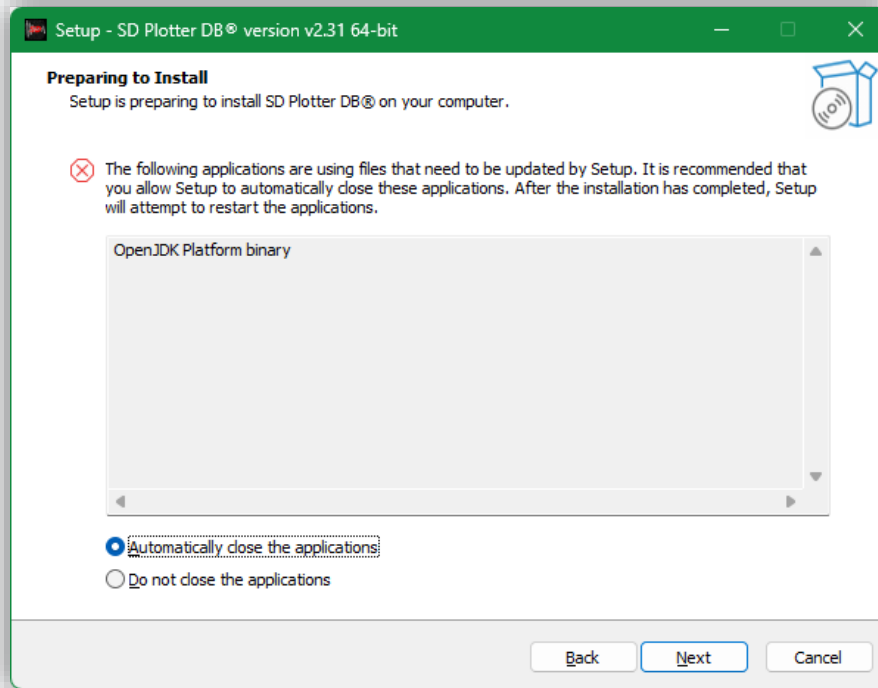 Setup - SD Plotter DB® version v2.31 64-bit
Preparing to Install
Setup is preparing to install SD Plotter DB® on your computer.
The following applications are using files that need to be updated by Setup. It is recommended that
you allow Setup to automatically close these applications. After the installation has completed, Setup
will attempt to restart the applications.
OpenJDK Platform binary
Automatically close the applications
Do not close the applications
Back Next Cancel